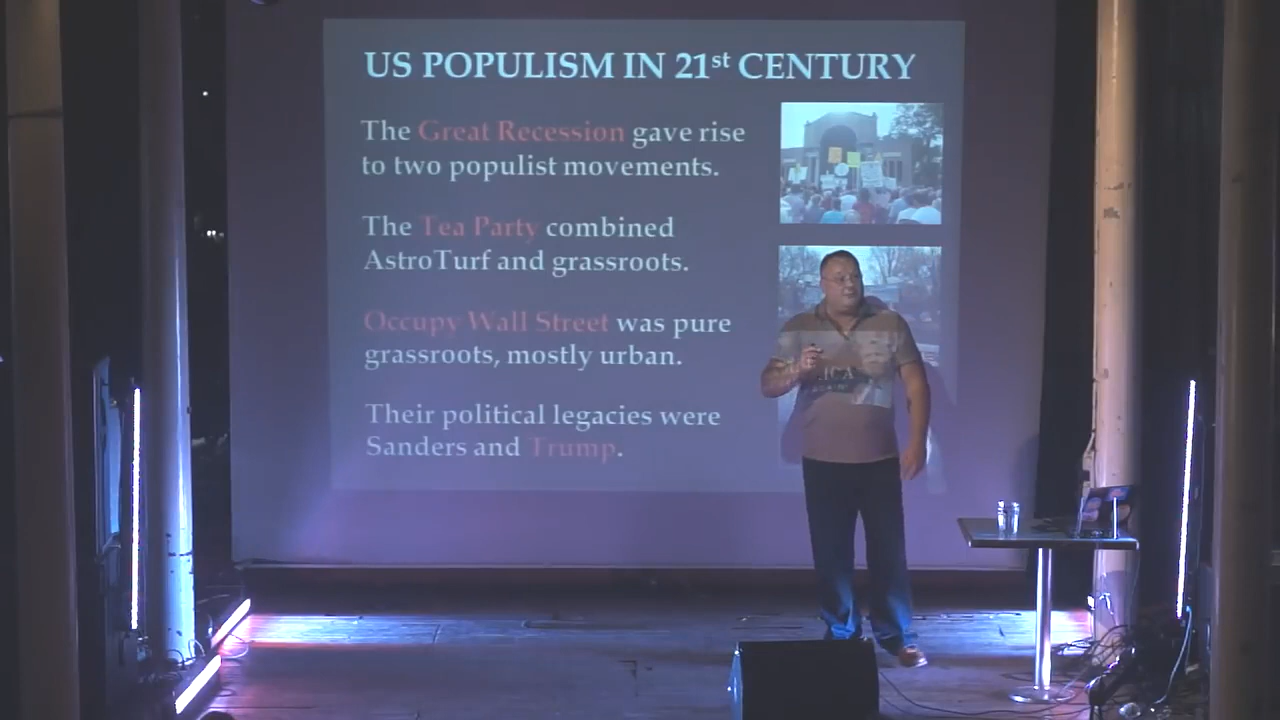 US POPULISM IN 21st CENTURY
The Great Recession gave rise
to two populist movements.
The Tea Party combined
AstroTurf and grassroots.
Occupy Wall Street was pure
grassroots, mostly urban.
Their political legacies were
Sanders and Trump.